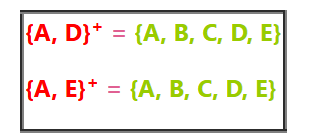 {A, D}⁺ = {A, B, C, D, E}
{A, E}⁺ = {A, B, C, D, E}